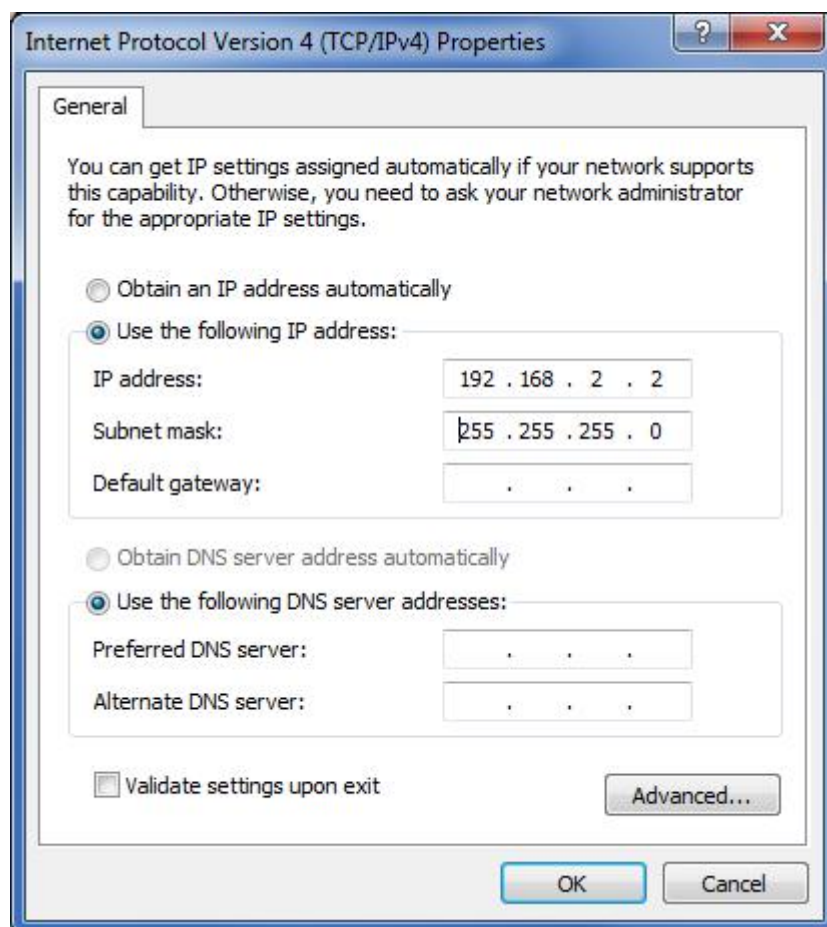 Internet Protocol Version 4 (TCP/IPv4) Properties
General
You can get IP settings assigned automatically if your network supports
this capability. Otherwise, you need to ask your network administrator
for the appropriate IP settings.
Obtain an IP address automatically
Use the following IP address:
IP address: 192 . 168 . 2 . 2
Subnet mask: 255 . 255 . 255 . 0
Default gateway: . . .
Obtain DNS server address automatically
Use the following DNS server addresses:
Preferred DNS server: . . .
Alternate DNS server: . . .
Validate settings upon exit
Advanced...
OK Cancel